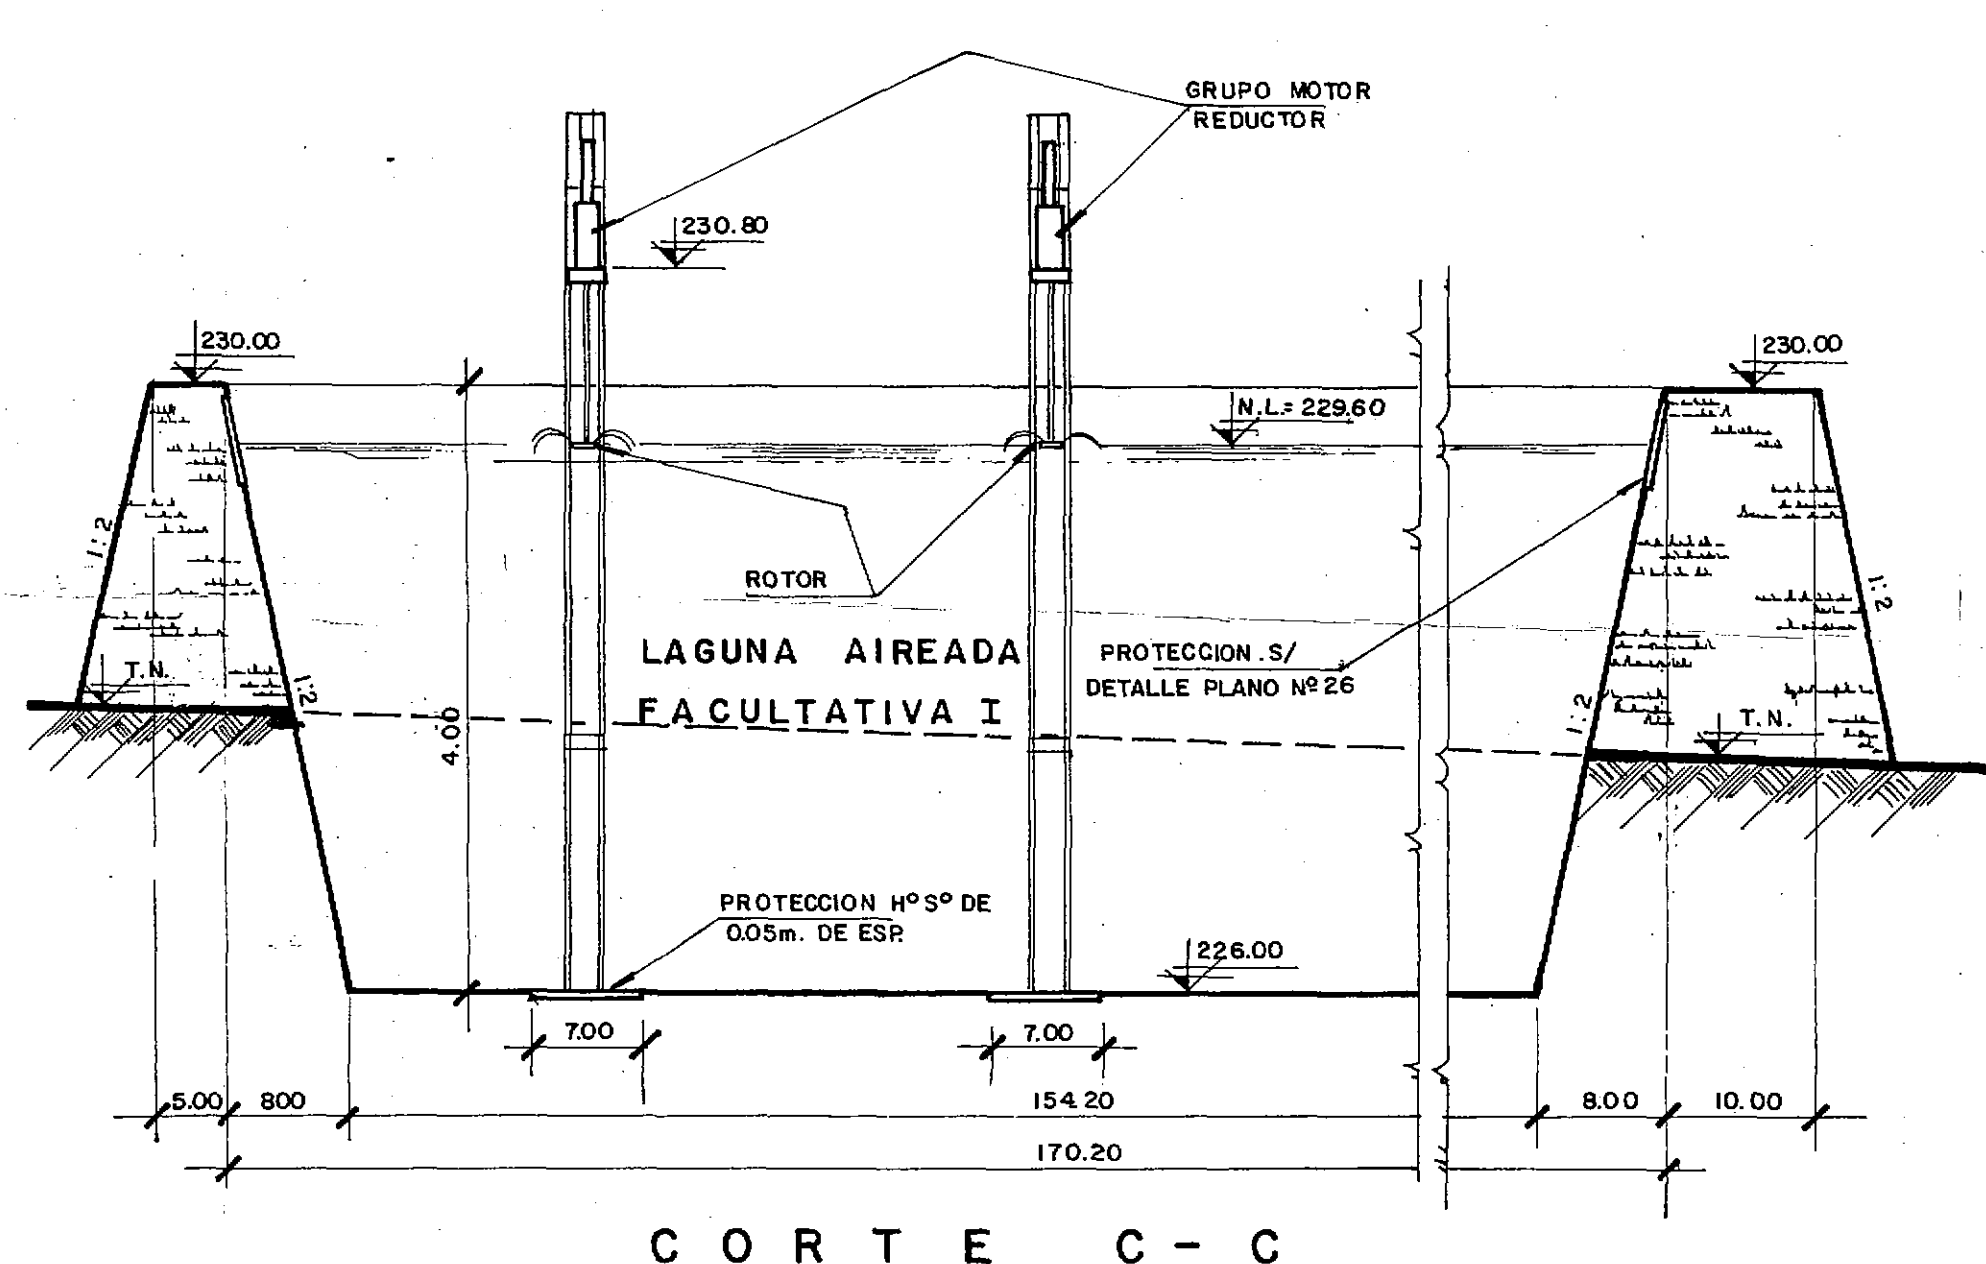 GRUPO MOTOR
REDUCTOR
230.80
230.00
230.00
N.L.= 229.60
1:2
1:2
ROTOR
LAGUNA AIREADA
FACULTATIVA I
PROTECCION.S/
DETALLE PLANO Nº 26
T.N.
1:2
1:2
T.N.
4.00
PROTECCION HºSº DE
0.05m. DE ESP.
226.00
7.00
7.00
5.00
800
154.20
8.00
10.00
170.20
CORTE C-C